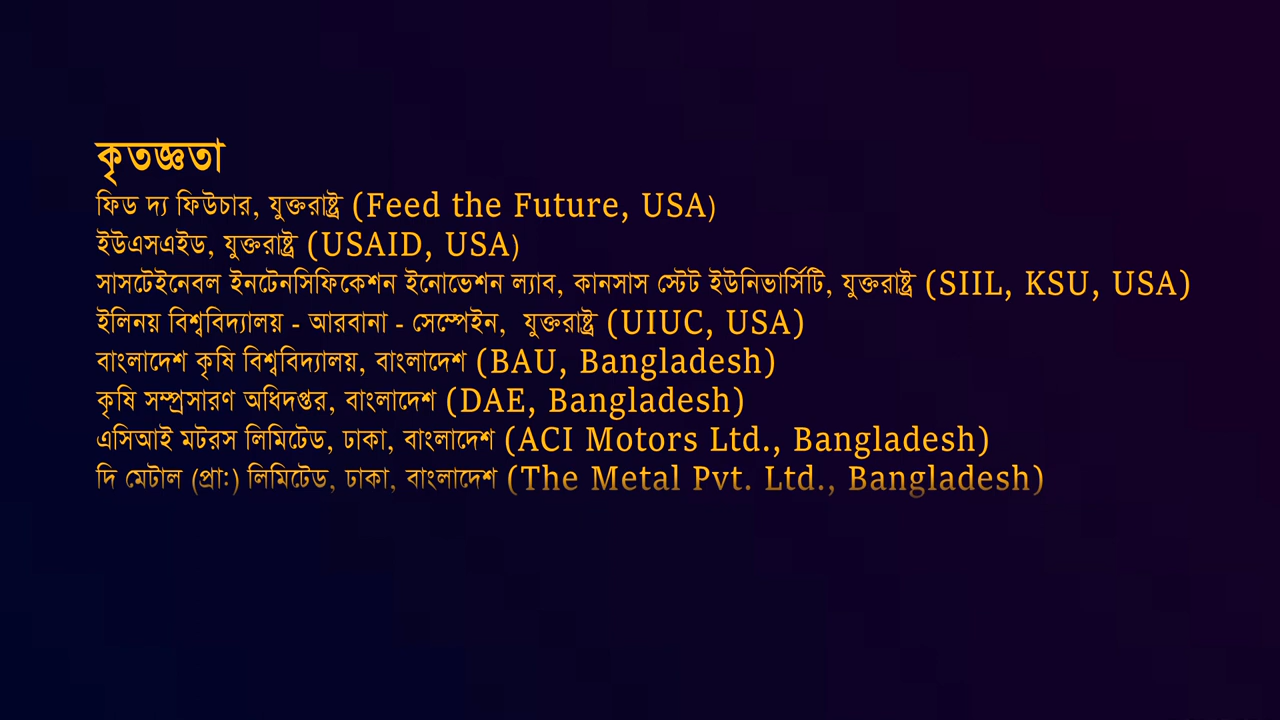 কৃতজ্ঞতা
ফিড দ্য ফিউচার, যুক্তরাষ্ট্র (Feed the Future, USA)
ইউএসএইড, যুক্তরাষ্ট্র (USAID, USA)
সাসটেইনেবল ইনটেনসিফিকেশন ইনোভেশন ল্যাব, কানসাস স্টেট ইউনিভার্সিটি, যুক্তরাষ্ট্র (SIIL, KSU, USA)
ইলিনয় বিশ্ববিদ্যালয় - আরবানা - সেম্পেইন, যুক্তরাষ্ট্র (UIUC, USA)
বাংলাদেশ কৃষি বিশ্ববিদ্যালয়, বাংলাদেশ (BAU, Bangladesh)
কৃষি সম্প্রসারণ অধিদপ্তর, বাংলাদেশ (DAE, Bangladesh)
এসিআই মটরস লিমিটেড, ঢাকা, বাংলাদেশ (ACI Motors Ltd., Bangladesh)
দি মেটাল (প্রা:) লিমিটেড, ঢাকা, বাংলাদেশ (The Metal Pvt. Ltd., Bangladesh)